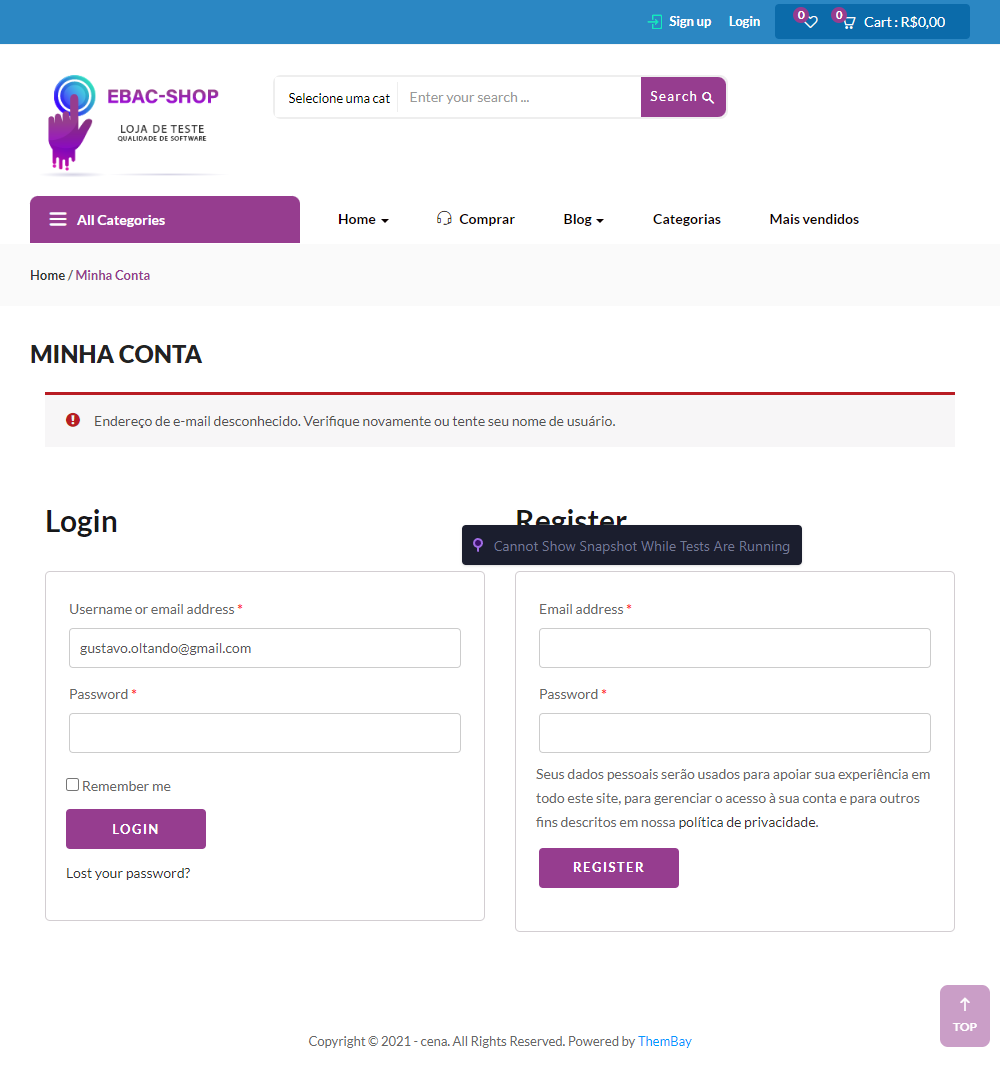 Sign up
Login
0
0
Cart : R$0,00
EBAC-SHOP
LOJA DE TESTE
QUALIDADE DE SOFTWARE
Selecione uma cat
Enter your search ...
Search
All Categories
Home
Comprar
Blog
Categorias
Mais vendidos
Home / Minha Conta
MINHA CONTA
Endereço de e-mail desconhecido. Verifique novamente ou tente seu nome de usuário.
Login
Register
Cannot Show Snapshot While Tests Are Running
Username or email address *
gustavo.oltando@gmail.com
Password *
Remember me
LOGIN
Lost your password?
Email address *
Password *
Seus dados pessoais serão usados para apoiar sua experiência em
todo este site, para gerenciar o acesso à sua conta e para outros
fins descritos em nossa política de privacidade.
REGISTER
TOP
Copyright © 2021 - cena. All Rights Reserved. Powered by ThemBay